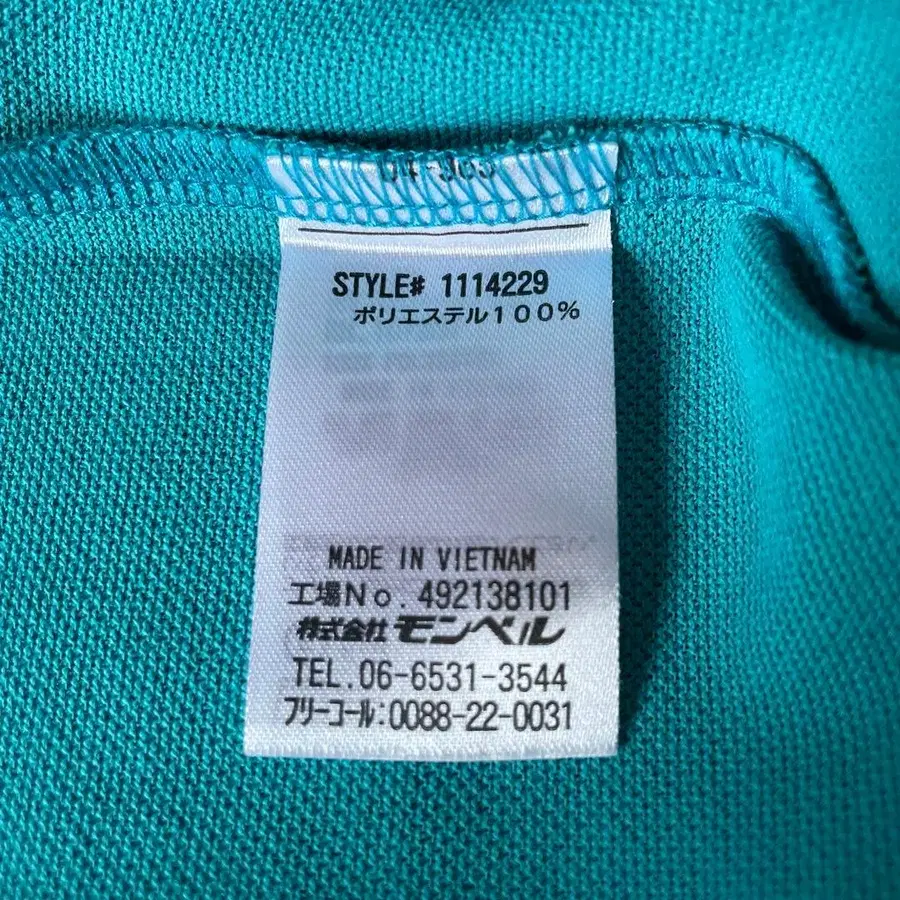 STYLE# 1114229
ポリエステル100%
MADE IN VIETNAM
工場No. 492138101
株式会社 モンベル
TEL.06-6531-3544
フリーコール:0088-22-0031